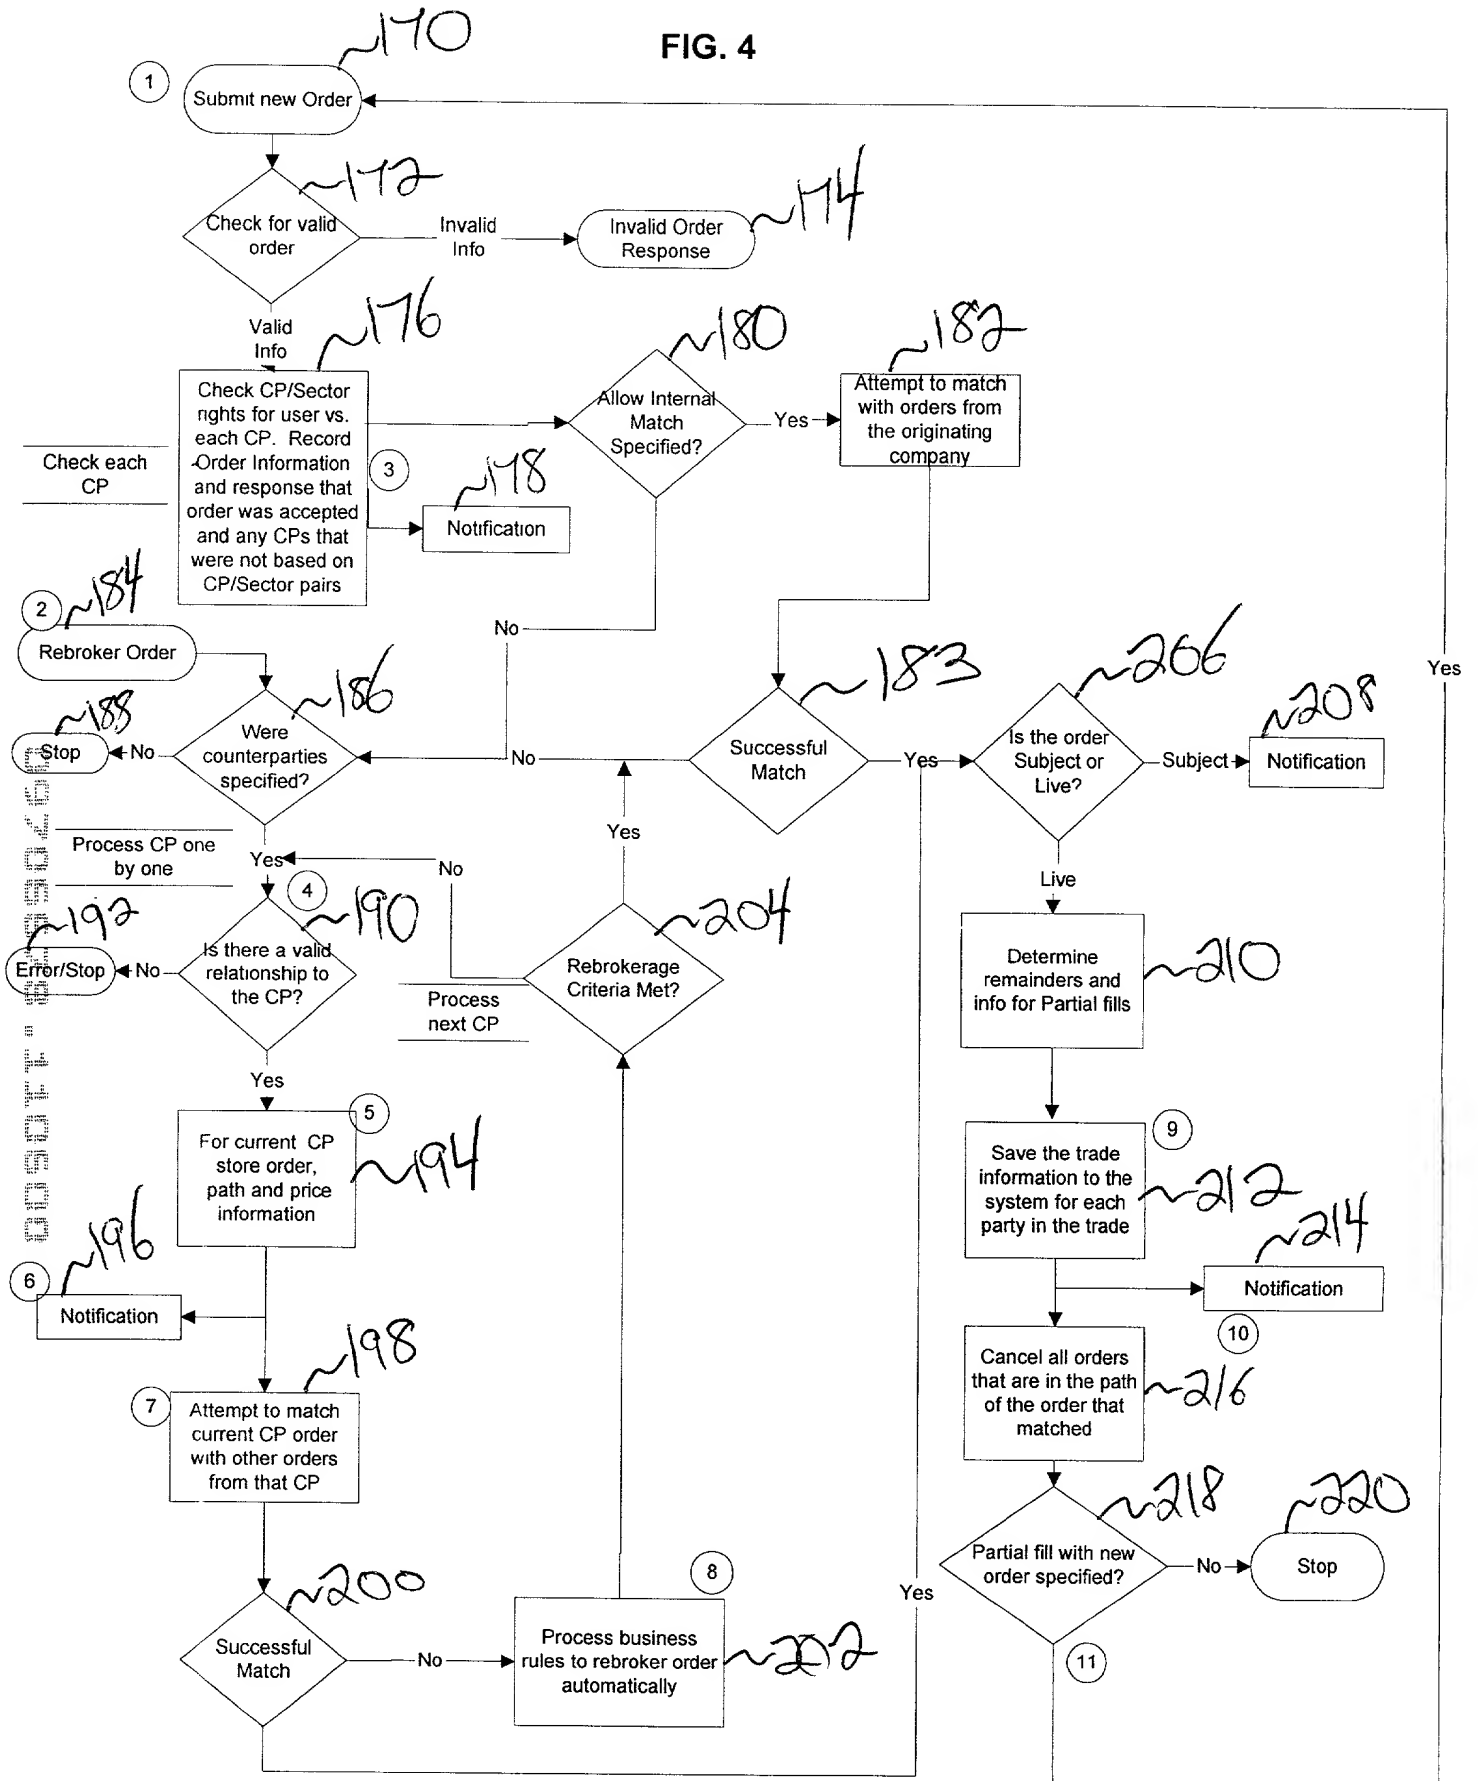 FIG. 4
~170
1
Submit new Order
~172
Check for valid
order
Invalid
Info
~174
Invalid Order
Response
Valid
Info
~176
Check CP/Sector
rights for user vs.
each CP. Record
Order Information
and response that
order was accepted
and any CPs that
were not based on
CP/Sector pairs
Check each
CP
3
~178
Notification
~180
Allow Internal
Match
Specified?
Yes
~182
Attempt to match
with orders from
the originating
company
No
2
~184
Rebroker Order
~186
Were
counterparties
specified?
~188
Stop
No
No
~183
Successful
Match
Yes
~206
Is the order
Subject or
Live?
Subject
~208
Notification
Yes
Process CP one
by one
Yes
No
Yes
4
~190
Is there a valid
relationship to
the CP?
~192
Error/Stop
No
~204
Rebrokerage
Criteria Met?
Process
next CP
Live
Determine
remainders and
info for Partial fills
~210
Yes
5
For current CP
store order,
path and price
information
~194
9
Save the trade
information to the
system for each
party in the trade
~212
~214
Notification
10
6
~196
Notification
~198
7
Attempt to match
current CP order
with other orders
from that CP
Cancel all orders
that are in the path
of the order that
matched
~216
~218
Partial fill with new
order specified?
No
~220
Stop
11
~200
Successful
Match
No
8
Process business
rules to rebroker order
automatically
~202
Yes